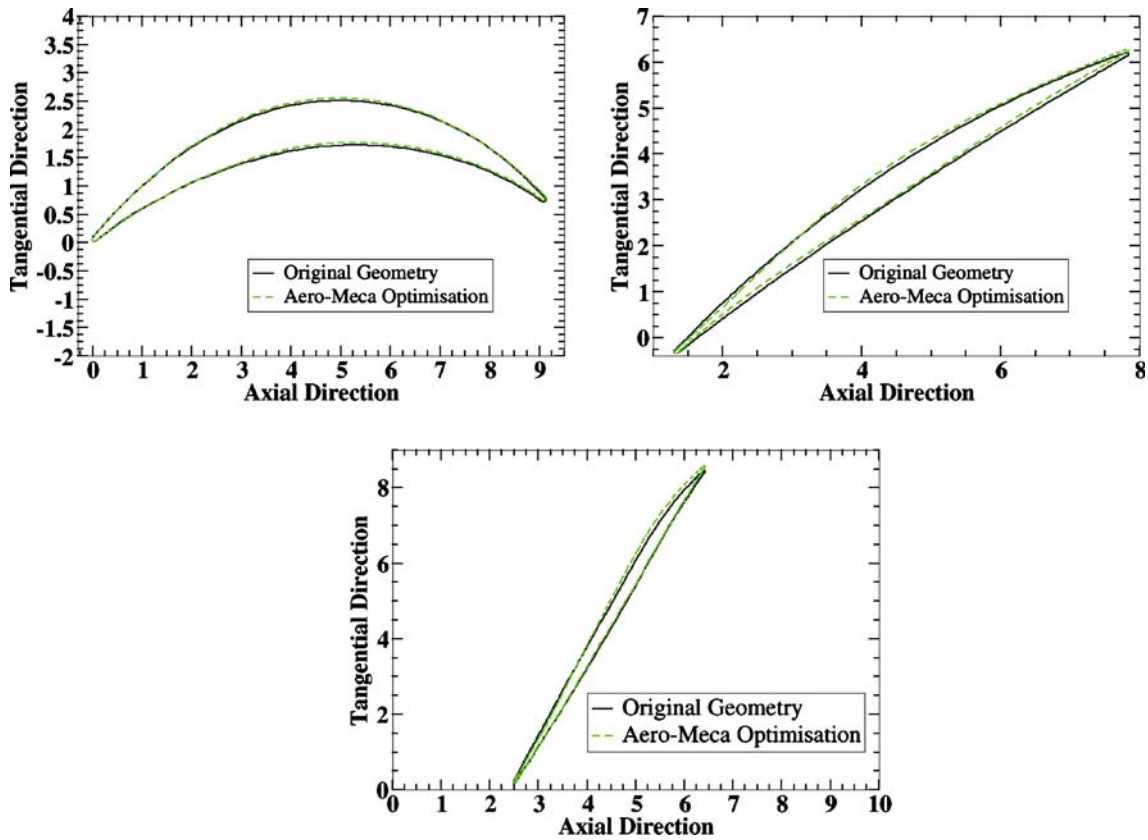 4
3.5
3
2.5
2
1.5
1
0.5
0
-0.5
-1
-1.5
-2
Tangential Direction
Original Geometry
Aero-Meca Optimisation
0 1 2 3 4 5 6 7 8 9
Axial Direction
7
6
5
4
3
2
1
0
Tangential Direction
Original Geometry
Aero-Meca Optimisation
2 4 6 8
Axial Direction
8
6
4
2
0
Tangential Direction
Original Geometry
Aero-Meca Optimisation
0 1 2 3 4 5 6 7 8 9 10
Axial Direction